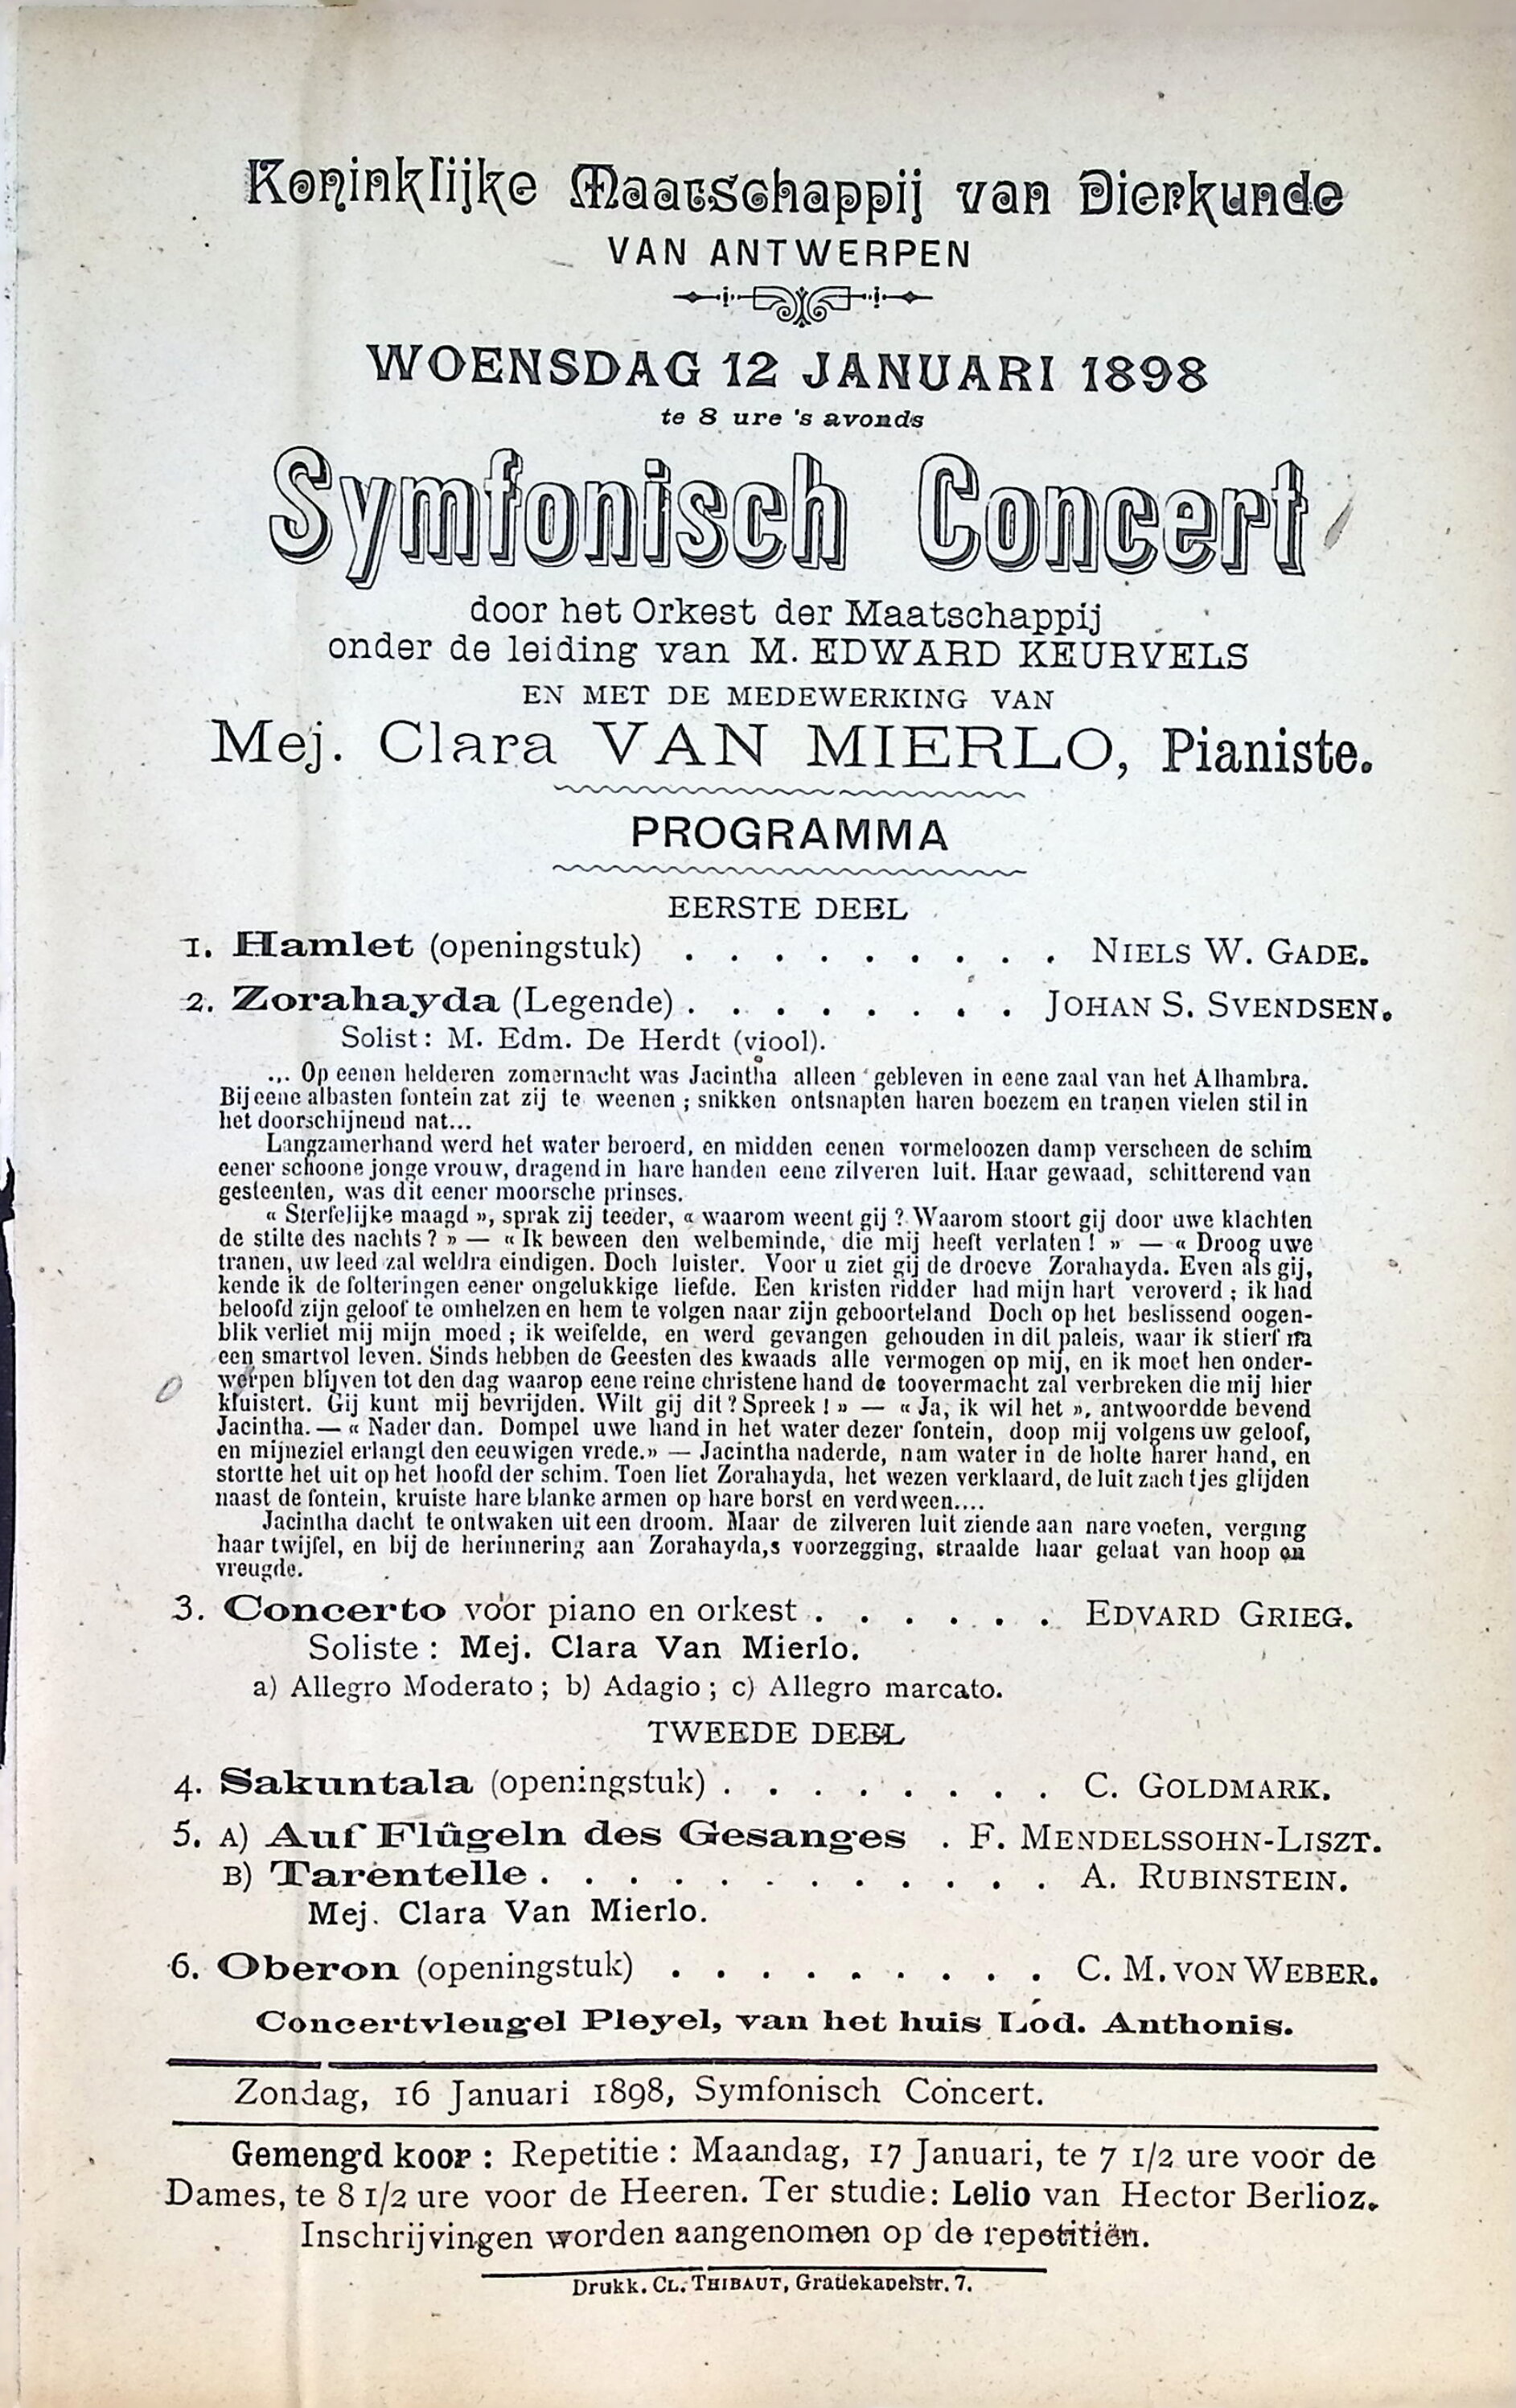 Koninklijke Maatschappij van Dierkunde
VAN ANTWERPEN
WOENSDAG 12 JANUARI 1898
te 8 ure 's avonds
Symfonisch Concert
door het Orkest der Maatschappij
onder de leiding van M. EDWARD KEURVELS
EN MET DE MEDEWERKING VAN
Mej. Clara VAN MIERLO, Pianiste.
PROGRAMMA
EERSTE DEEL
1. Hamlet (openingstuk) . . . . . . . . . NIELS W. GADE.
2. Zorahayda (Legende) . . . . . . . . JOHAN S. SVENDSEN.
Solist : M. Edm. De Herdt (viool).
... Op eenen helderen zomernacht was Jacintha alleen gebleven in eene zaal van het Alhambra.
Bij eene albasten fontein zat zij te weenen ; snikken ontsnapten haren boezem en tranen vielen stil in
het doorschijnend nat...
Langzamerhand werd het water beroerd, en midden eenen vormeloozen damp verscheen de schim
eener schoone jonge vrouw, dragend in hare handen eene zilveren luit. Haar gewaad, schitterend van
gesteenten, was dit eener moorsche prinses.
« Sterfelijke maagd », sprak zij teeder, « waarom weent gij ? Waarom stoort gij door uwe klachten
de stilte des nachts ? » — « Ik beween den welbeminde, die mij heeft verlaten ! » — « Droog uwe
tranen, uw leed zal weldra eindigen. Doch luister. Voor u ziet gij de droeve Zorahayda. Even als gij,
kende ik de folteringen eener ongelukkige liefde. Een kristen ridder had mijn hart veroverd ; ik had
beloofd zijn geloof te omhelzen en hem te volgen naar zijn geboorteland Doch op het beslissend oogen-
blik verliet mij mijn moed ; ik weifelde, en werd gevangen gehouden in dit paleis, waar ik stierf na
een smartvol leven. Sinds hebben de Geesten des kwaads alle vermogen op mij, en ik moet hen onder-
werpen blijven tot den dag waarop eene reine christene hand de toovermacht zal verbreken die mij hier
kluistert. Gij kunt mij bevrijden. Wilt gij dit ? Spreek ! » — « Ja, ik wil het », antwoordde bevend
Jacintha. — « Nader dan. Dompel uwe hand in het water dezer fontein, doop mij volgens uw geloof,
en mijne ziel erlangt den eeuwigen vrede.» — Jacintha naderde, nam water in de holte harer hand, en
stortte het uit op het hoofd der schim. Toen liet Zorahayda, het wezen verklaard, de luit zachtjes glijden
naast de fontein, kruiste hare blanke armen op hare borst en verdween....
Jacintha dacht te ontwaken uit een droom. Maar de zilveren luit ziende aan hare voeten, verging
haar twijfel, en bij de herinnering aan Zorahayda,s voorzegging, straalde haar gelaat van hoop en
vreugde.
3. Concerto voor piano en orkest . . . . . . EDVARD GRIEG.
Soliste : Mej. Clara Van Mierlo.
a) Allegro Moderato ; b) Adagio ; c) Allegro marcato.
TWEEDE DEEL
4. Sakuntala (openingstuk) . . . . . . . . C. GOLDMARK.
5. A) Auf Flügeln des Gesanges . F. MENDELSSOHN-LISZT.
B) Tarentelle . . . . . . . . . . . . A. RUBINSTEIN.
Mej. Clara Van Mierlo.
6. Oberon (openingstuk) . . . . . . . . . C. M. VON WEBER.
Concertvleugel Pleyel, van het huis Lod. Anthonis.
Zondag, 16 Januari 1898, Symfonisch Concert.
Gemengd koor : Repetitie : Maandag, 17 Januari, te 7 1/2 ure voor de
Dames, te 8 1/2 ure voor de Heeren. Ter studie : Lelio van Hector Berlioz.
Inschrijvingen worden aangenomen op de repetitiën.
Drukk. CL. THIBAUT, Gratiekapelstr. 7.